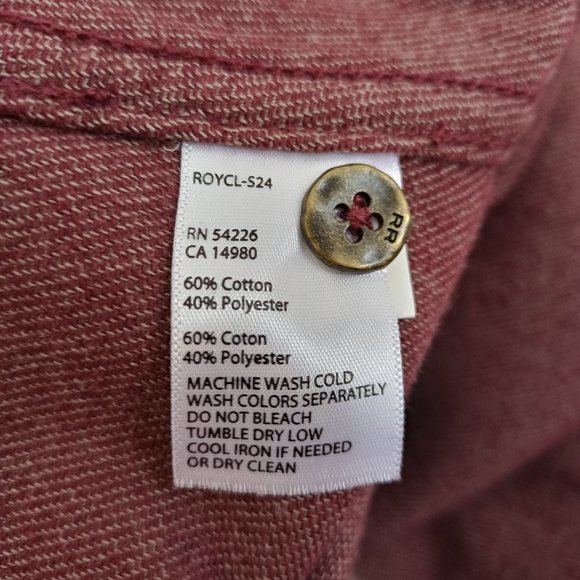 ROYCL-S24
RR
RN 54226
CA 14980
60% Cotton
40% Polyester
60% Coton
40% Polyester
MACHINE WASH COLD
WASH COLORS SEPARATELY
DO NOT BLEACH
TUMBLE DRY LOW
COOL IRON IF NEEDED
OR DRY CLEAN